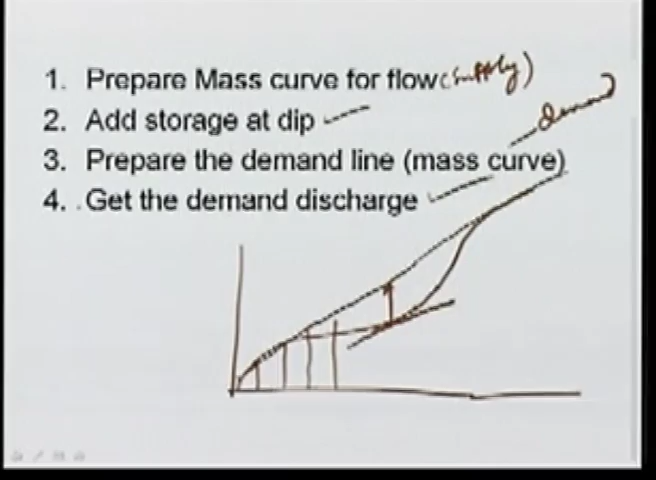 1. Prepare Mass curve for flow (supply)
2. Add storage at dip
demand
3. Prepare the demand line (mass curve)
4. Get the demand discharge